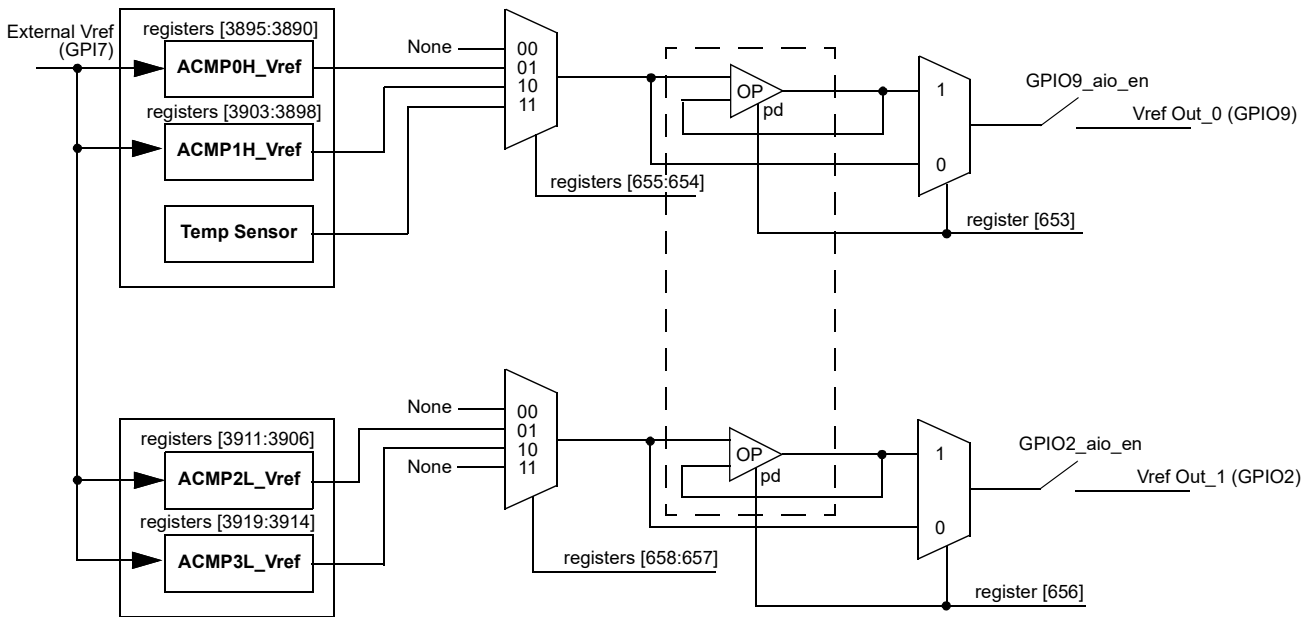 External Vref
(GPI7)
registers [3895:3890]
ACMP0H_Vref
registers [3903:3898]
ACMP1H_Vref
Temp Sensor
None
00
01
10
11
registers [655:654]
OP
pd
1
0
register [653]
GPIO9_aio_en
Vref Out_0 (GPIO9)
registers [3911:3906]
ACMP2L_Vref
registers [3919:3914]
ACMP3L_Vref
None
None
00
01
10
11
registers [658:657]
OP
pd
1
0
register [656]
GPIO2_aio_en
Vref Out_1 (GPIO2)